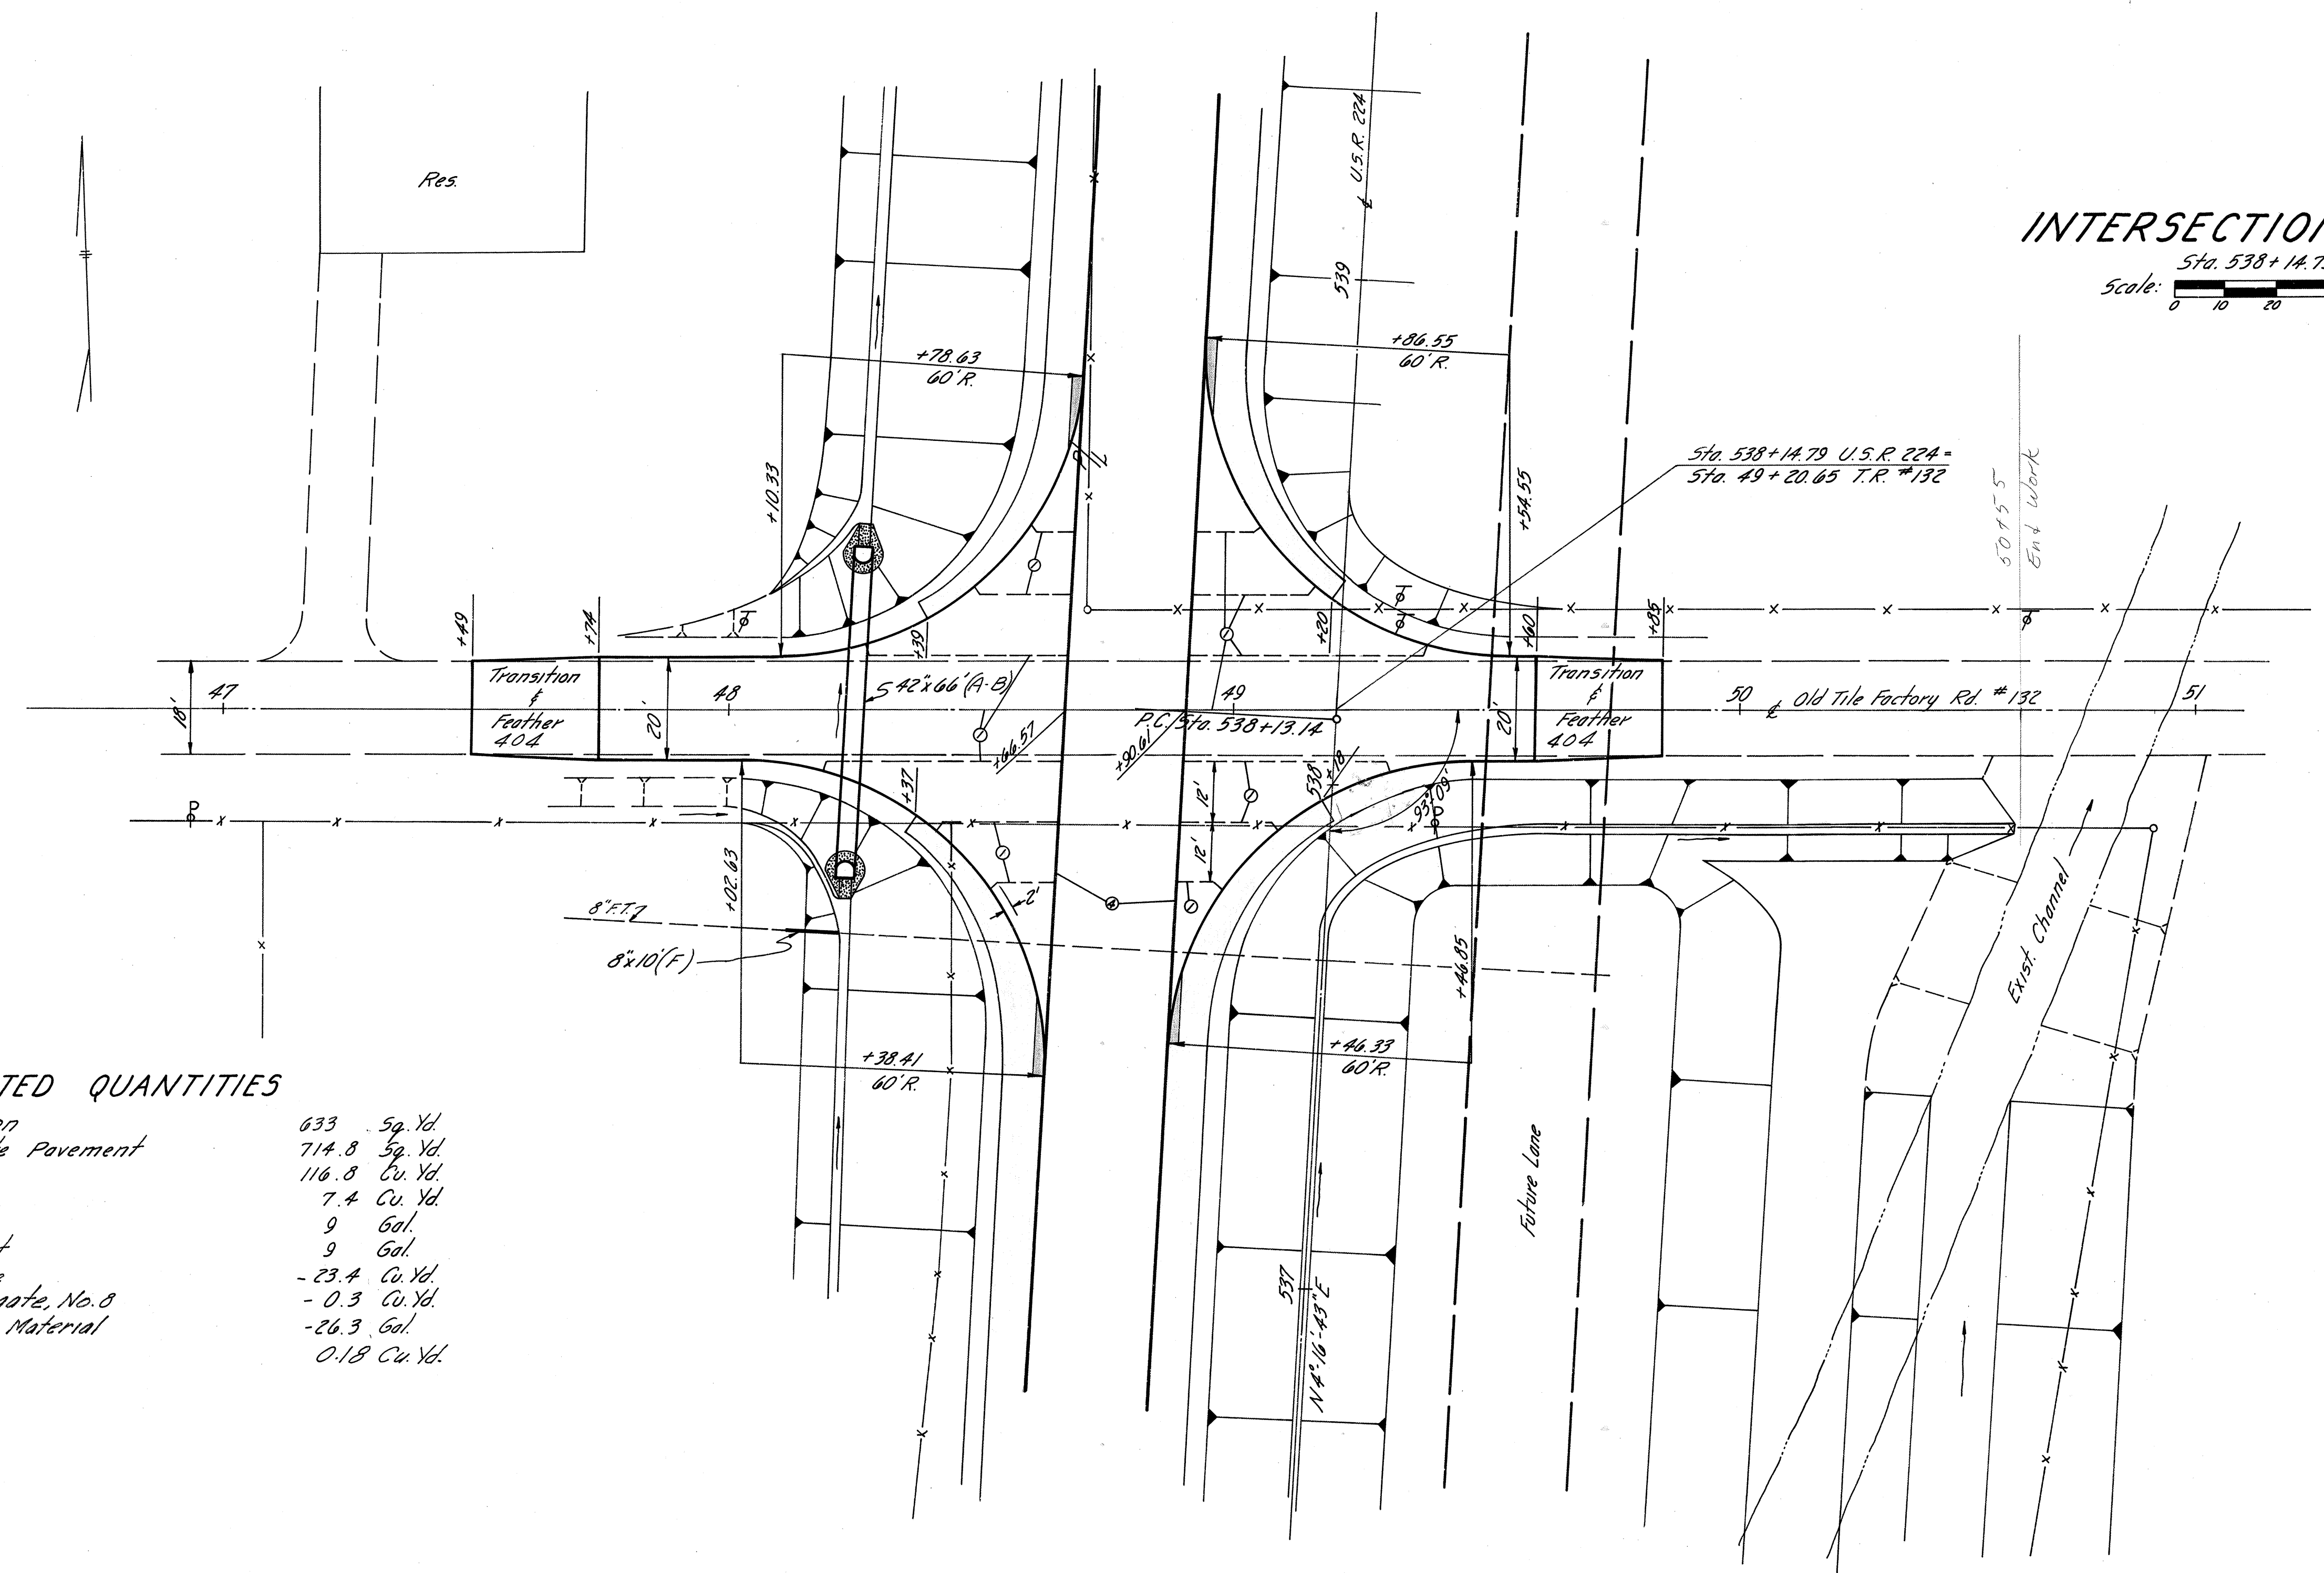 INTERSECTION
Sta. 538+14.7
Scale:
0 10 20
Res.
℄ U.S.R. 224
539
+78.63
60' R.
+86.55
60' R.
+10.33
+54.55
Sta. 538+14.79 U.S.R. 224 =
Sta. 49+20.65 T.R. #132
50+55
End Work
+49
+74
+39
+20
+60
+85
18'
47
Transition
&
Feather
404
20'
48
42"x66' (A-B)
49
P.C. Sta. 538+13.14
20'
Transition
&
Feather
404
50
℄ Old Tile Factory Rd. #132
51
+66.57
+90.61
+37
12'
12'
538
+18
93°-09'
+02.63
2'
8" F.T.
8"x10'(F)
+46.85
Exist. Channel
+38.41
60' R.
+46.33
60' R.
Future Lane
537
N 4°-16'-43" E
TED QUANTITIES
on 633 Sq. Yd.
e Pavement 714.8 Sq. Yd.
116.8 Cu. Yd.
7.4 Cu. Yd.
9 Gal.
t 9 Gal.
e -23.4 Cu. Yd.
gate, No. 8 - 0.3 Cu. Yd.
Material -26.3 Gal.
0.18 Cu. Yd.